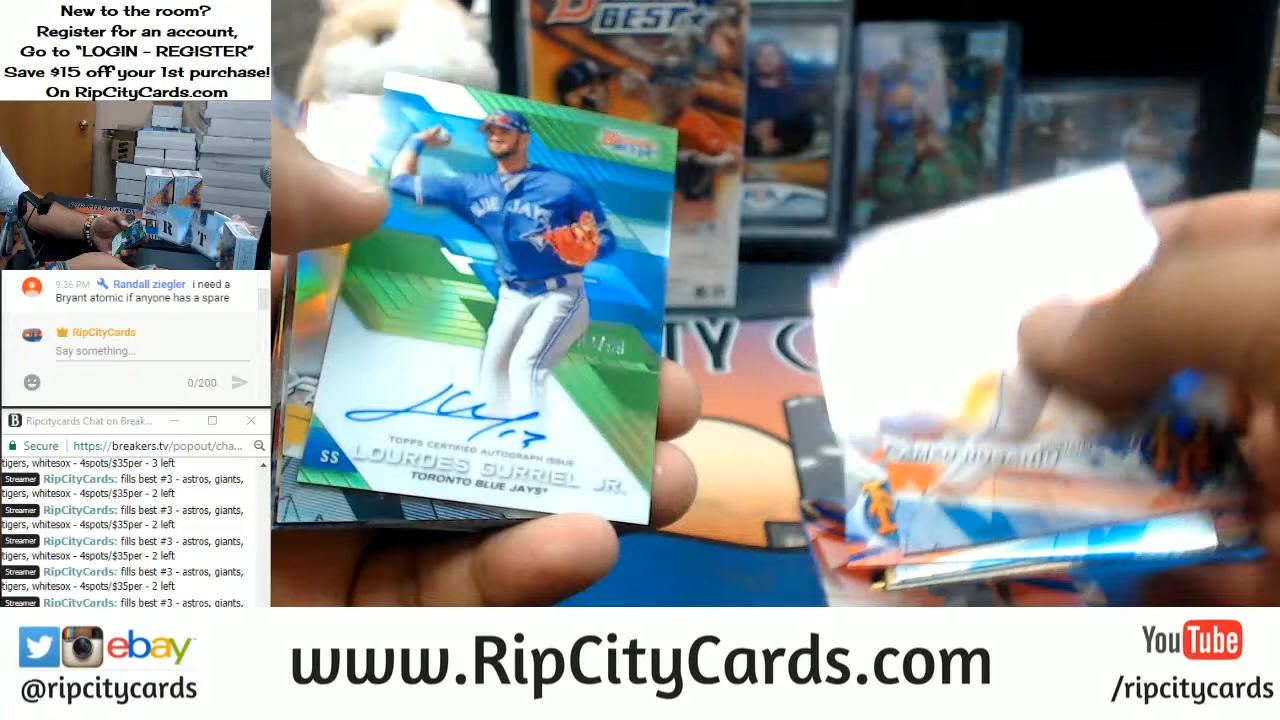 New to the room?
Register for an account,
Go to “LOGIN - REGISTER”
Save $15 off your 1st purchase!
On RipCityCards.com
9:36 PM Randall ziegler i need a
Bryant atomic if anyone has a spare
RipCityCards
Say something...
0/200
Ripcitycards Chat on Break...
Secure https://breakers.tv/popout/cha...
tigers, whitesox - 4spots/$35per - 3 left
Streamer RipCityCards: fills best #3 - astros, giants,
tigers, whitesox - 4spots/$35per - 2 left
Streamer RipCityCards: fills best #3 - astros, giants,
tigers, whitesox - 4spots/$35per - 2 left
Streamer RipCityCards: fills best #3 - astros, giants,
tigers, whitesox - 4spots/$35per - 2 left
Streamer RipCityCards: fills best #3 - astros, giants,
tigers, whitesox - 4spots/$35per - 2 left
Streamer RipCityCards: fills best #3 - astros, giants,
BEST
BLUE JAYS
TOPPS CERTIFIED AUTOGRAPH ISSUE
SS LOURDES GURRIEL JR.
TORONTO BLUE JAYS
ebay
@ripcitycards
www.RipCityCards.com
YouTube
/ripcitycards